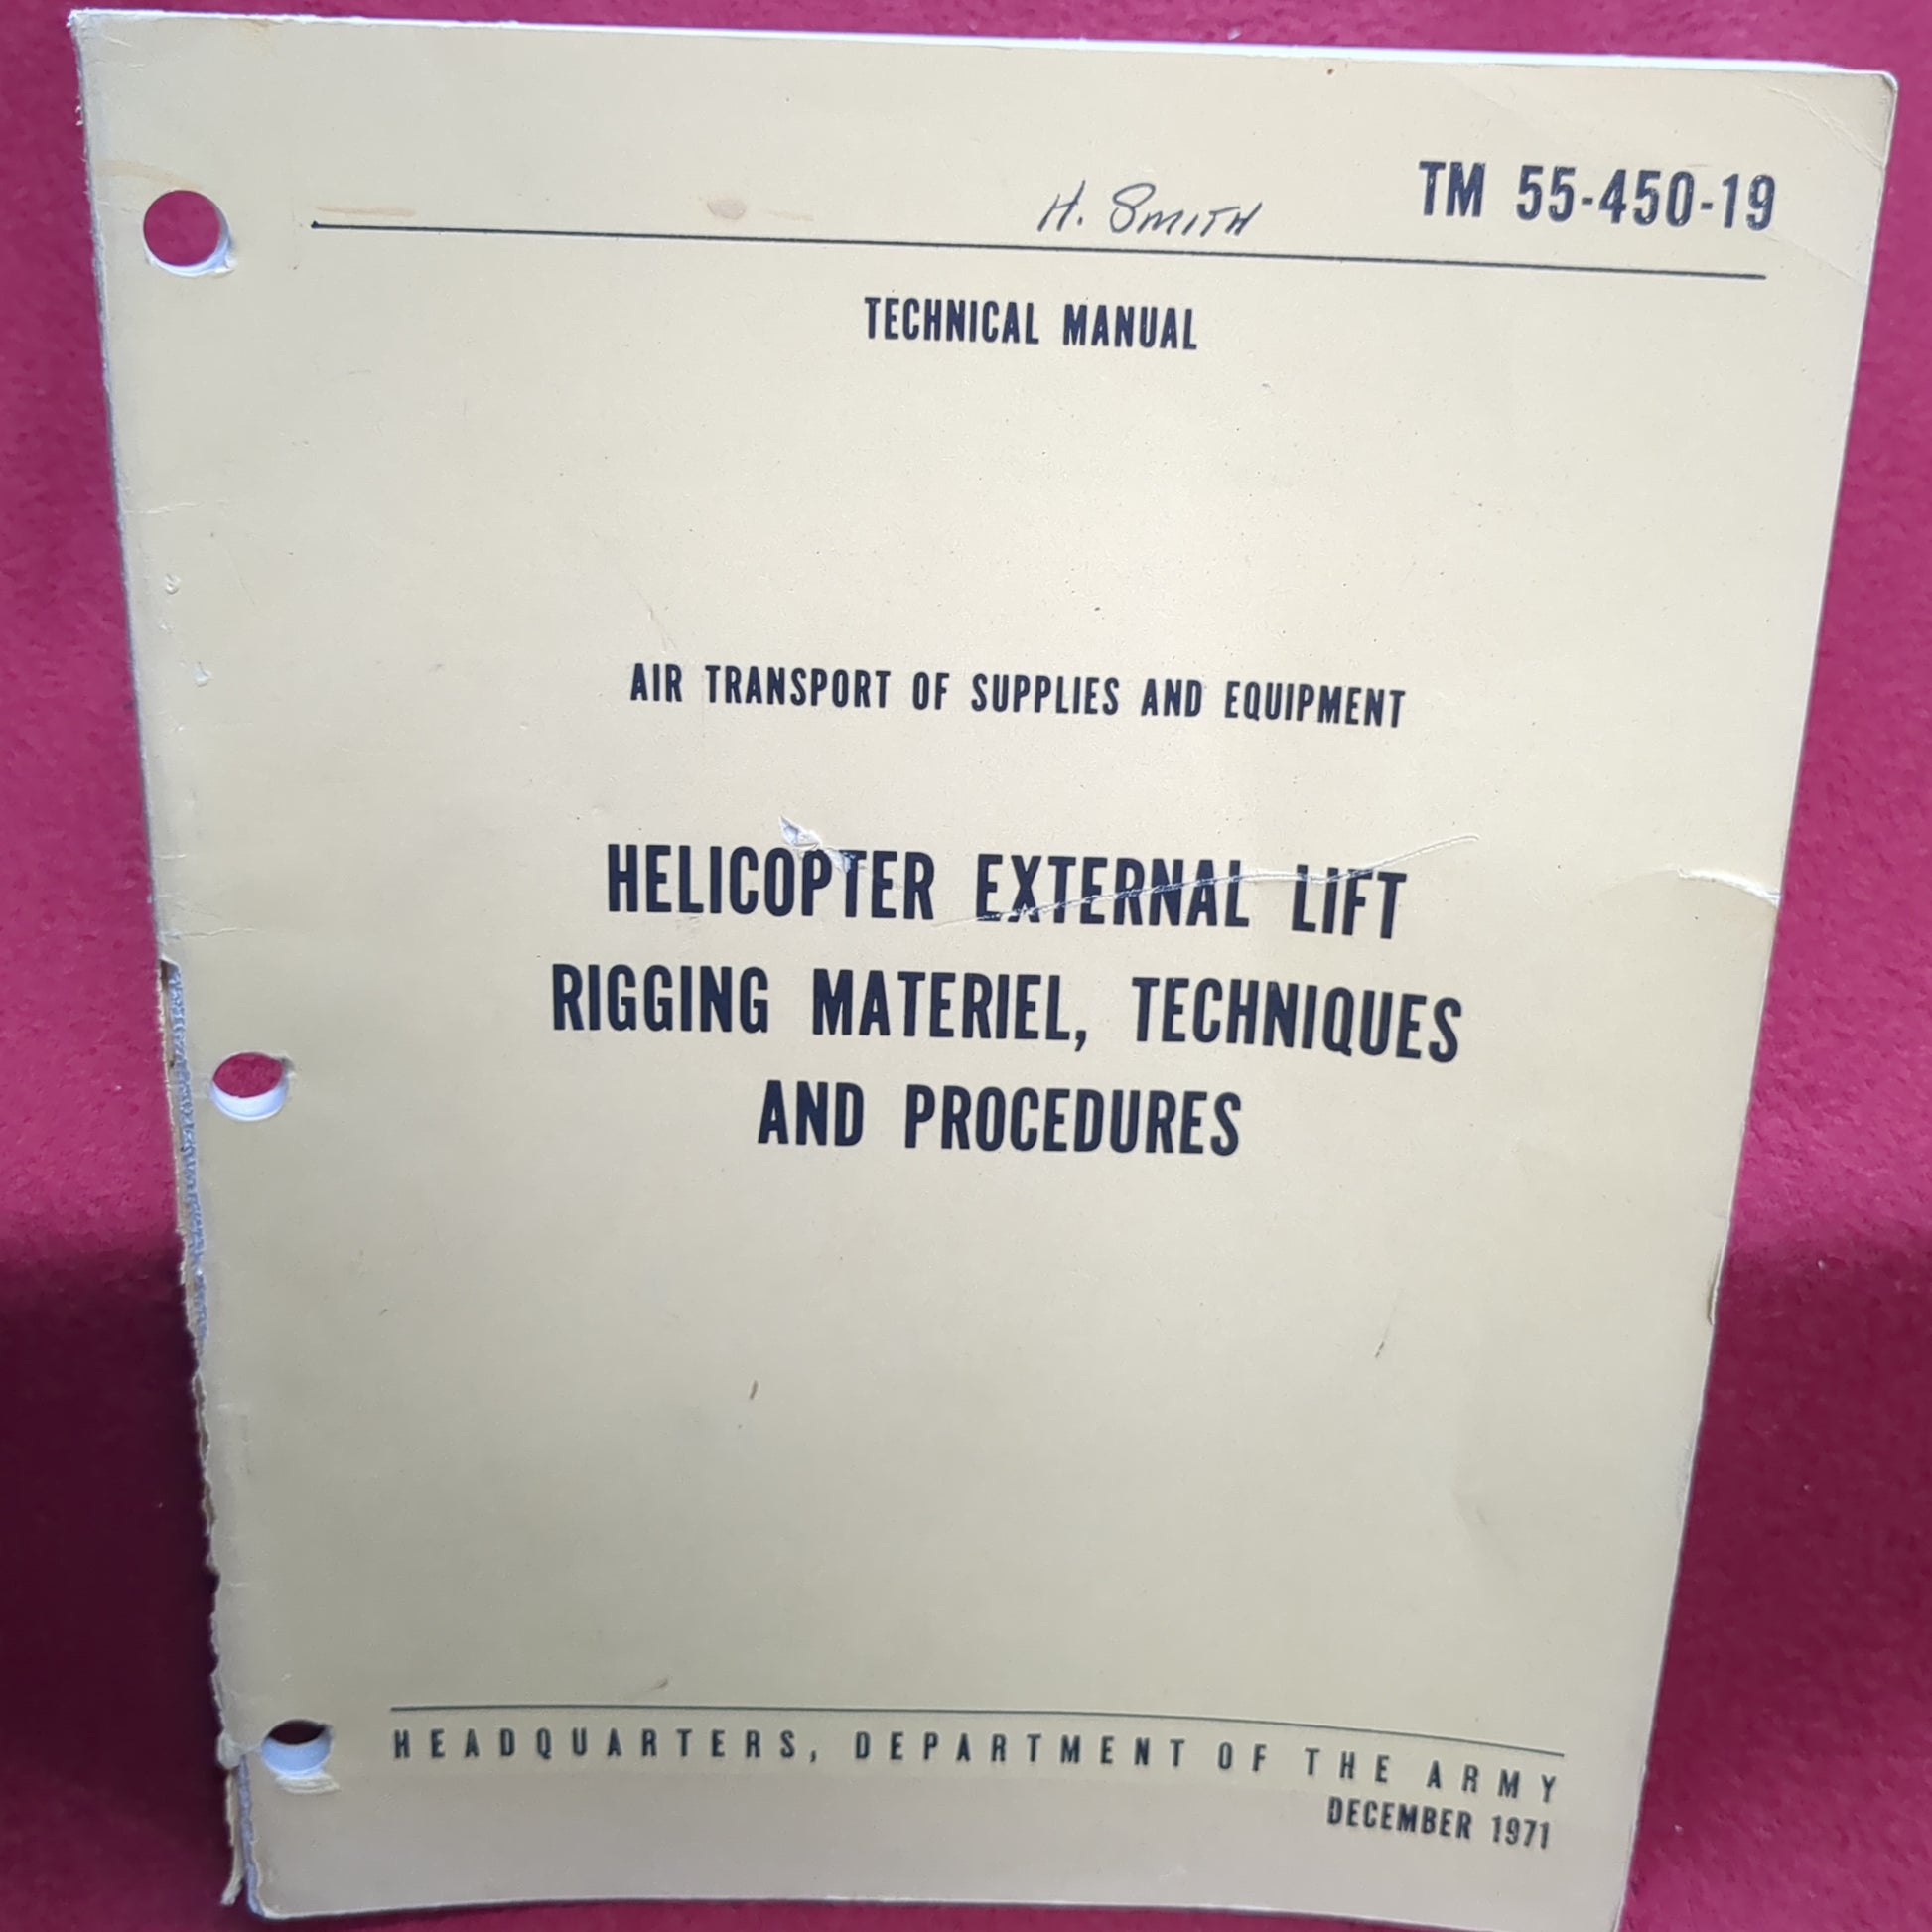 H. SMITH TM 55-450-19
TECHNICAL MANUAL
AIR TRANSPORT OF SUPPLIES AND EQUIPMENT
HELICOPTER EXTERNAL LIFT
RIGGING MATERIEL, TECHNIQUES
AND PROCEDURES
HEADQUARTERS, DEPARTMENT OF THE ARMY
DECEMBER 1971